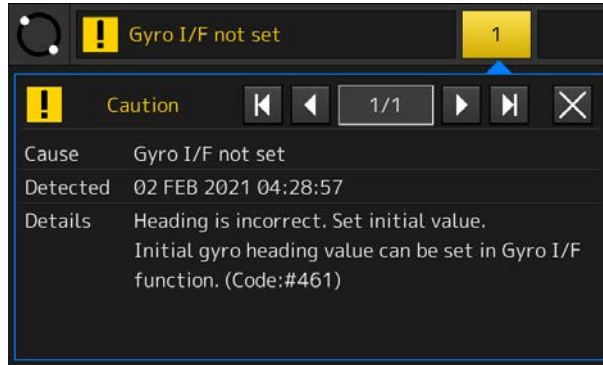 ! Gyro I/F not set 1
! Caution 1/1
Cause Gyro I/F not set
Detected 02 FEB 2021 04:28:57
Details Heading is incorrect. Set initial value.
Initial gyro heading value can be set in Gyro I/F
function. (Code:#461)